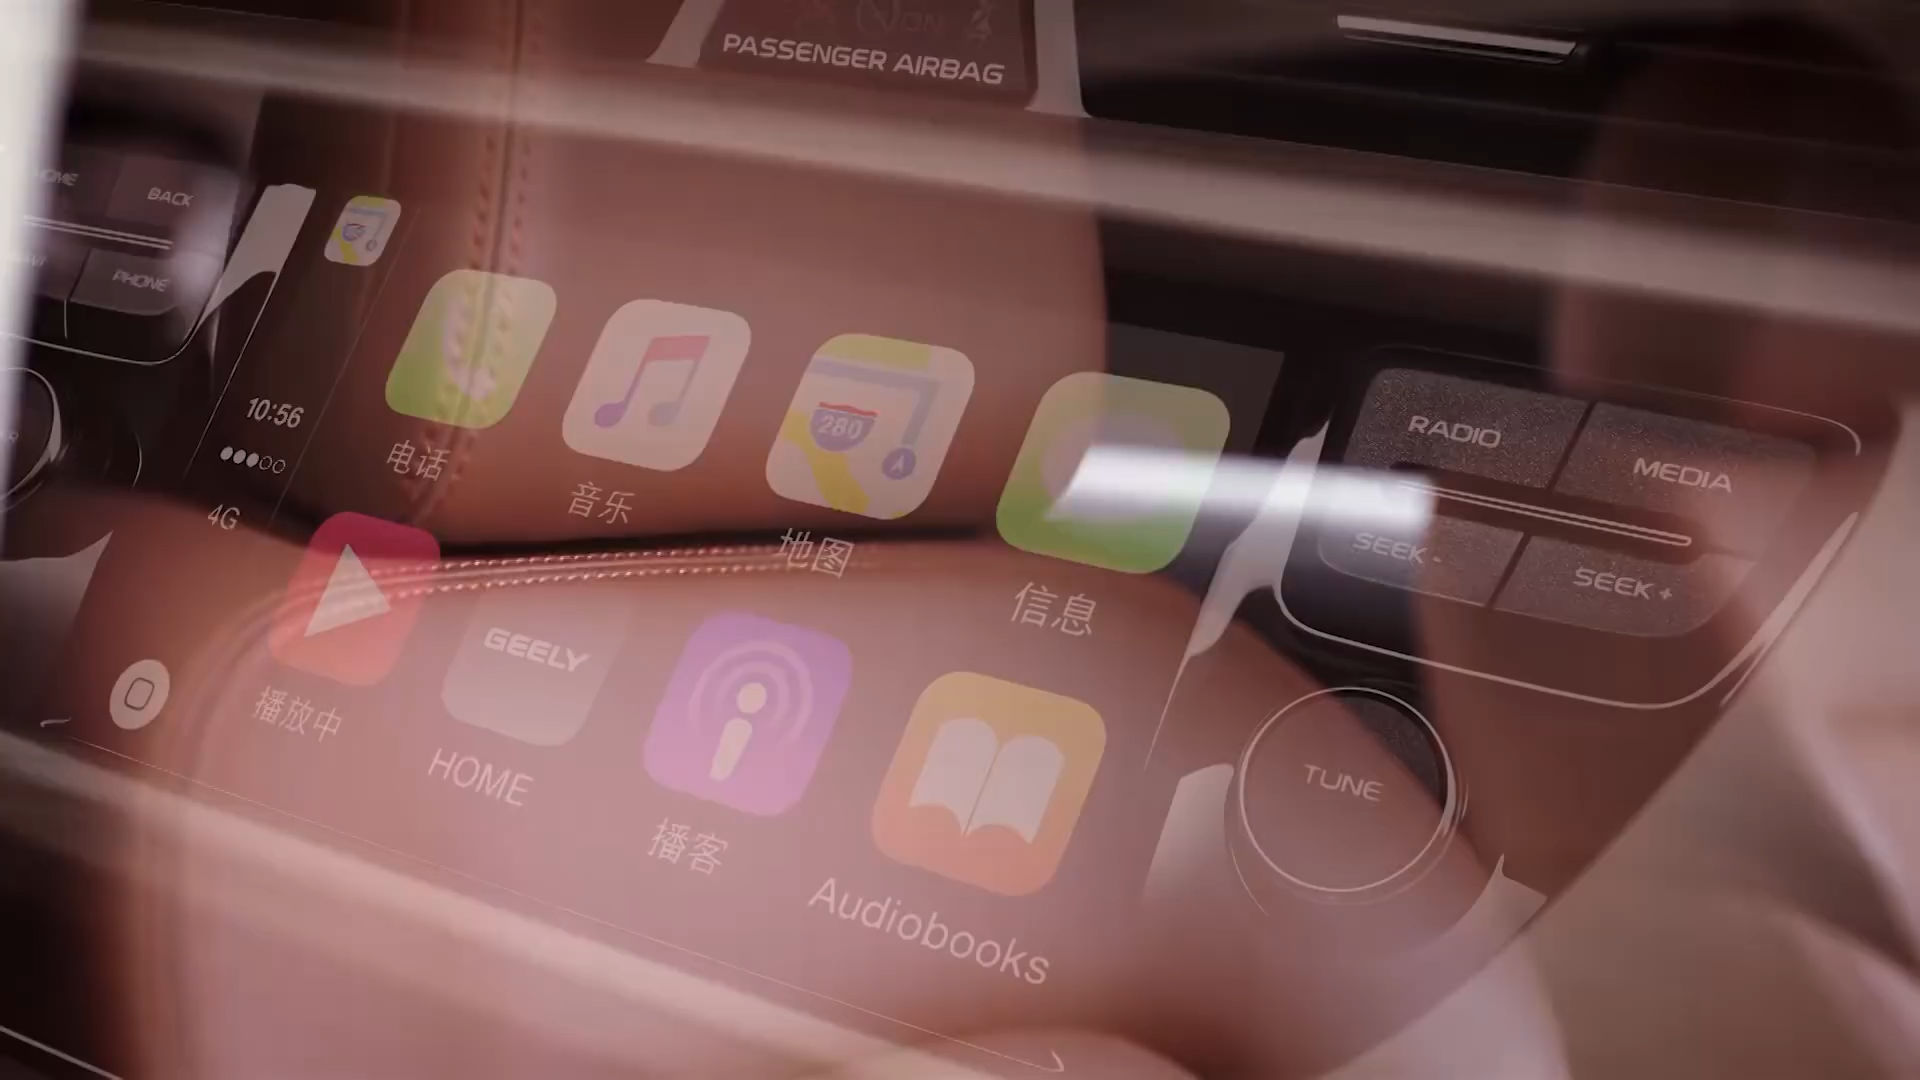 PASSENGER AIRBAG
BACK
PHONE
10:56
4G
电话
音乐
280
地图
信息
播放中
GEELY
HOME
播客
Audiobooks
RADIO
MEDIA
SEEK -
SEEK +
TUNE